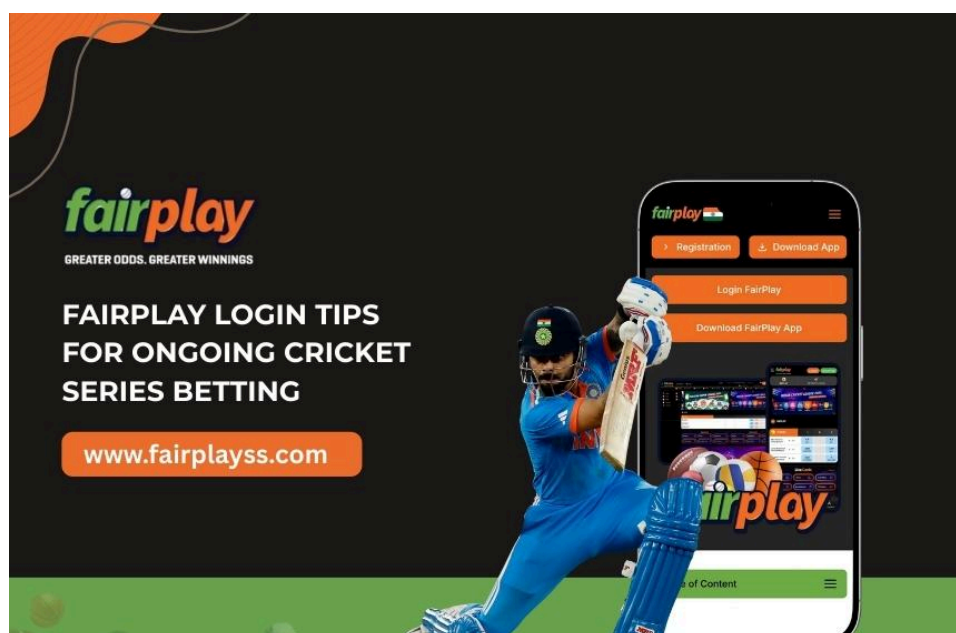 fairplay
GREATER ODDS. GREATER WINNINGS
FAIRPLAY LOGIN TIPS
FOR ONGOING CRICKET
SERIES BETTING
www.fairplayss.com
fairplay
Registration
Download App
Login FairPlay
Download FairPlay App
MRF
fairplay
of Content